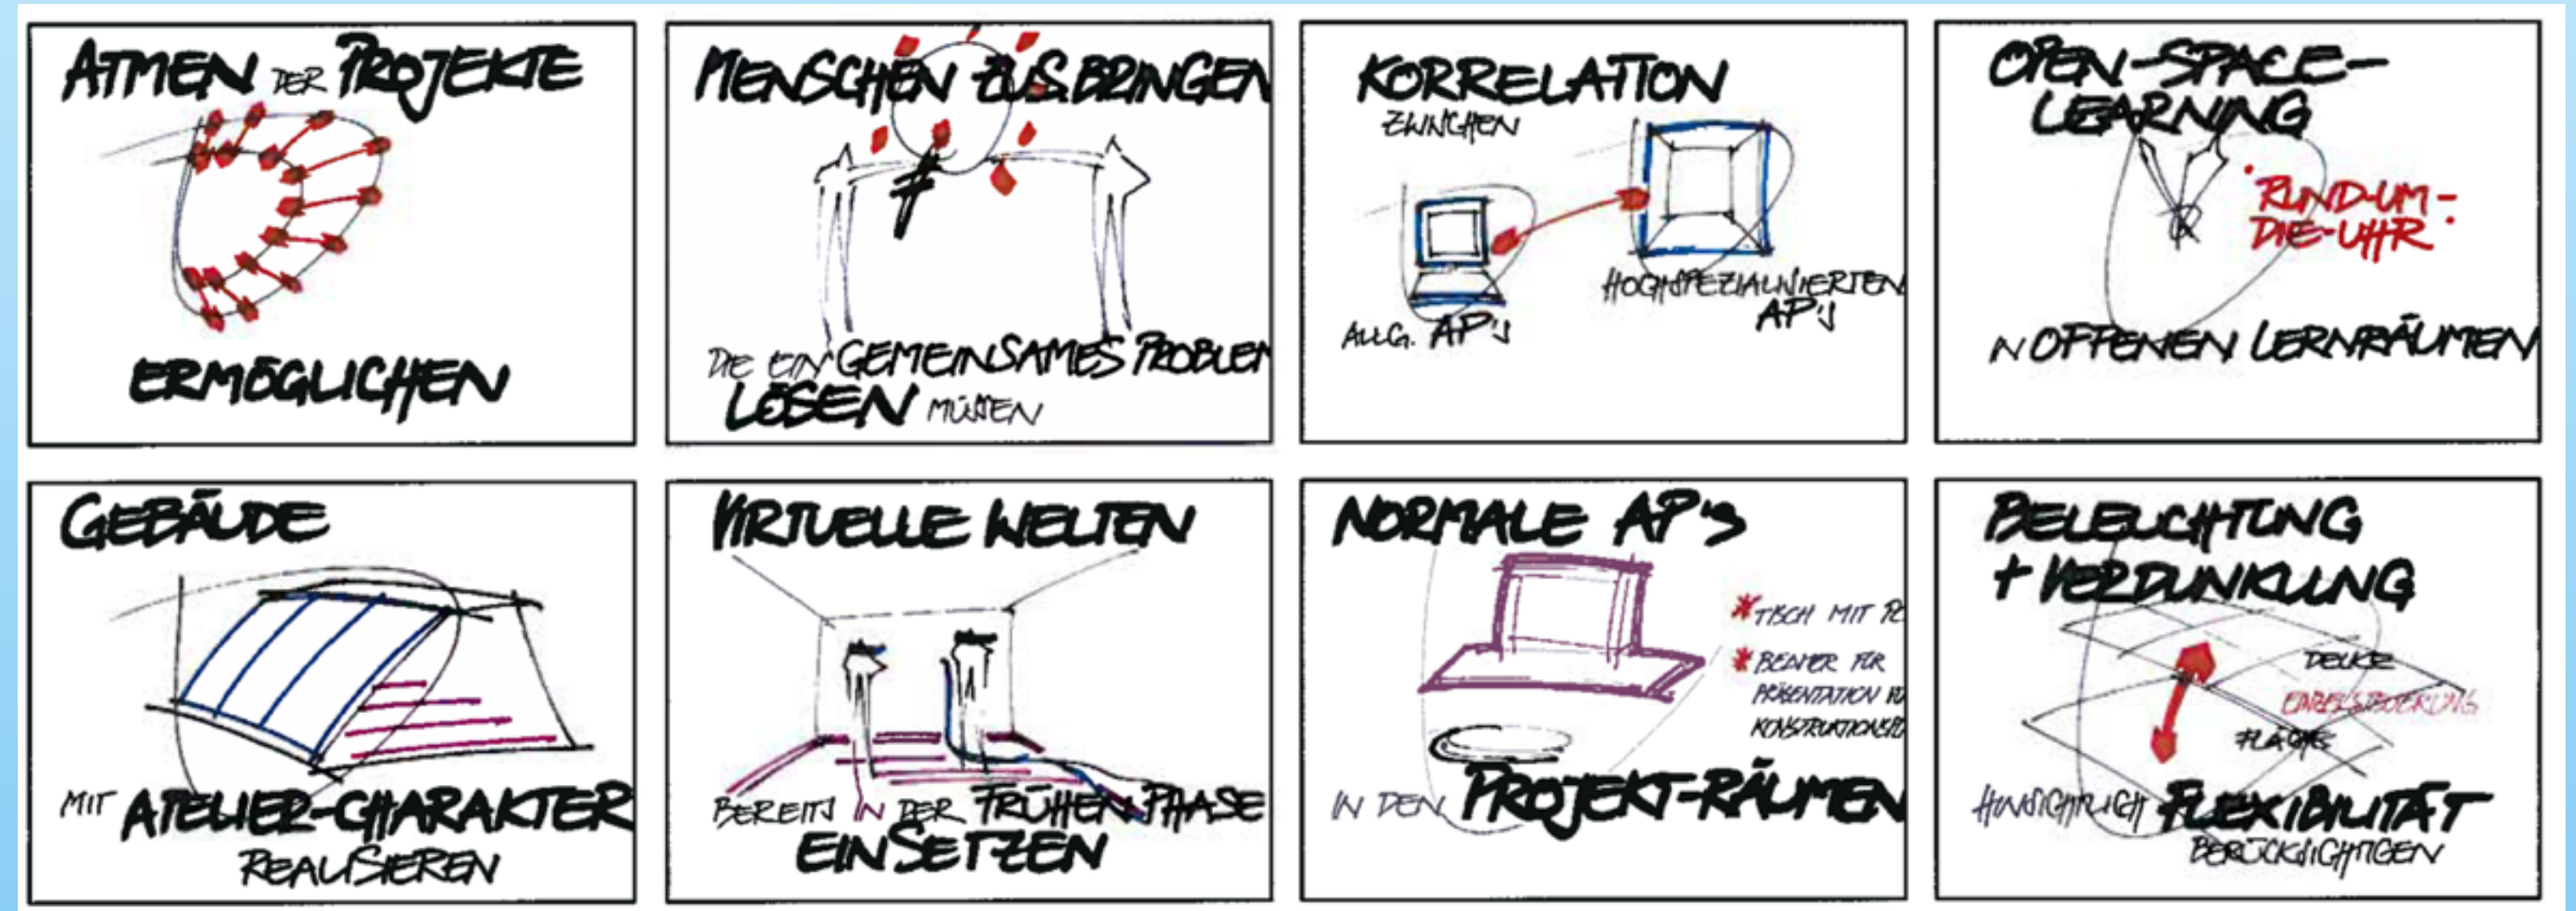 ATMEN DER PROJEKTE
ERMÖGLICHEN
MENSCHEN ZUS.BRINGEN
DIE EIN GEMEINSAMES PROBLEM
LÖSEN MÜSSEN
KORRELATION
ZWISCHEN
HOCHSPEZIALISIERTEN
AP's
ALLG. AP's
OPEN-SPACE-
LEARNING
"RUND-UM-
DIE-UHR"
IN OFFENEN LERNRÄUMEN
GEBÄUDE
MIT ATELIER-CHARAKTER
REALISIEREN
VIRTUELLE WELTEN
BEREITS IN DER FRÜHEN PHASE
EINSETZEN
NORMALE AP's
* TISCH MIT PC
* BEAMER FÜR
PRÄSENTATION
IN DEN PROJEKT-RÄUMEN
BELEUCHTUNG
+ VERDUNKLUNG
DECKE
EINZELSTEUERUNG
FLÄCHE
HINSICHTLICH FLEXIBILITÄT
BERÜCKSICHTIGEN